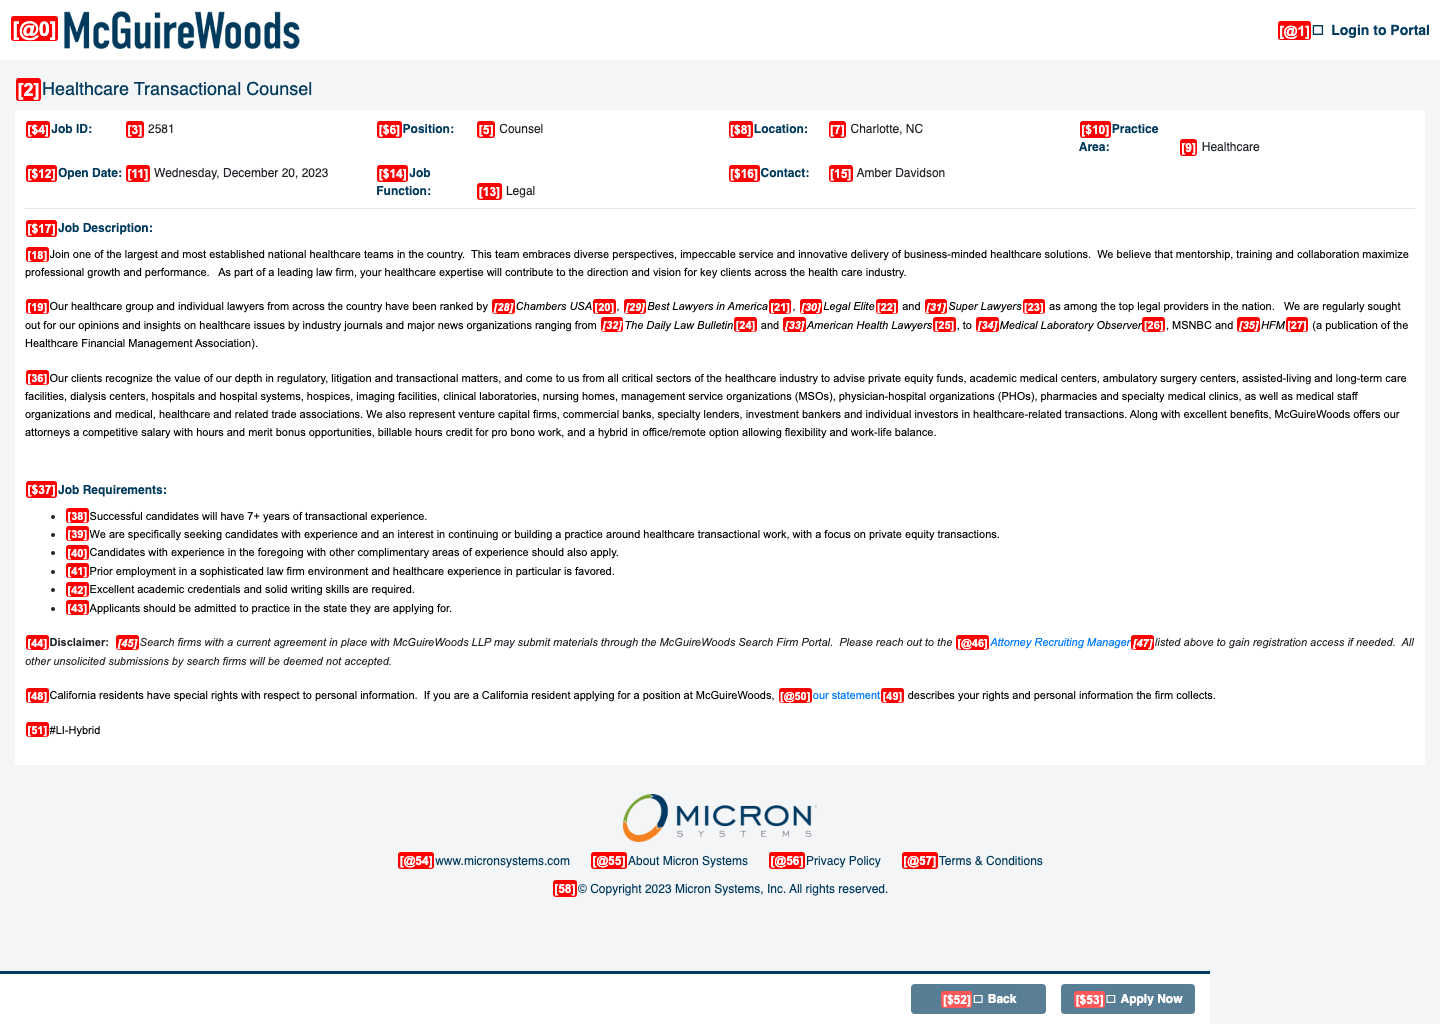 [@0] McGuireWoods
[@1] Login to Portal
[2] Healthcare Transactional Counsel
[$4] Job ID: [3] 2581 [$6] Position: [5] Counsel [$8] Location: [7] Charlotte, NC [$10] Practice Area: [9] Healthcare
[$12] Open Date: [11] Wednesday, December 20, 2023 [$14] Job Function: [13] Legal [$16] Contact: [15] Amber Davidson
[$17] Job Description:
[18] Join one of the largest and most established national healthcare teams in the country. This team embraces diverse perspectives, impeccable service and innovative delivery of business-minded healthcare solutions. We believe that mentorship, training and collaboration maximize
professional growth and performance. As part of a leading law firm, your healthcare expertise will contribute to the direction and vision for key clients across the health care industry.
[19] Our healthcare group and individual lawyers from across the country have been ranked by [28] Chambers USA [20], [29] Best Lawyers in America [21], [30] Legal Elite [22] and [31] Super Lawyers [23] as among the top legal providers in the nation. We are regularly sought
out for our opinions and insights on healthcare issues by industry journals and major news organizations ranging from [32] The Daily Law Bulletin [24] and [33] American Health Lawyers [25], to [34] Medical Laboratory Observer [26], MSNBC and [35] HFM [27] (a publication of the
Healthcare Financial Management Association).
[36] Our clients recognize the value of our depth in regulatory, litigation and transactional matters, and come to us from all critical sectors of the healthcare industry to advise private equity funds, academic medical centers, ambulatory surgery centers, assisted-living and long-term care
facilities, dialysis centers, hospitals and hospital systems, hospices, imaging facilities, clinical laboratories, nursing homes, management service organizations (MSOs), physician-hospital organizations (PHOs), pharmacies and specialty medical clinics, as well as medical staff
organizations and medical, healthcare and related trade associations. We also represent venture capital firms, commercial banks, specialty lenders, investment bankers and individual investors in healthcare-related transactions. Along with excellent benefits, McGuireWoods offers our
attorneys a competitive salary with hours and merit bonus opportunities, billable hours credit for pro bono work, and a hybrid in office/remote option allowing flexibility and work-life balance.
[$37] Job Requirements:
• [38] Successful candidates will have 7+ years of transactional experience.
• [39] We are specifically seeking candidates with experience and an interest in continuing or building a practice around healthcare transactional work, with a focus on private equity transactions.
• [40] Candidates with experience in the foregoing with other complimentary areas of experience should also apply.
• [41] Prior employment in a sophisticated law firm environment and healthcare experience in particular is favored.
• [42] Excellent academic credentials and solid writing skills are required.
• [43] Applicants should be admitted to practice in the state they are applying for.
[44] Disclaimer: [45] Search firms with a current agreement in place with McGuireWoods LLP may submit materials through the McGuireWoods Search Firm Portal. Please reach out to the [@46] Attorney Recruiting Manager [47] listed above to gain registration access if needed. All
other unsolicited submissions by search firms will be deemed not accepted.
[48] California residents have special rights with respect to personal information. If you are a California resident applying for a position at McGuireWoods, [@50] our statement [49] describes your rights and personal information the firm collects.
[51] #LI-Hybrid
MICRON
SYSTEMS
[@54] www.micronsystems.com [@55] About Micron Systems [@56] Privacy Policy [@57] Terms & Conditions
[58] © Copyright 2023 Micron Systems, Inc. All rights reserved.
[$52] Back [$53] Apply Now